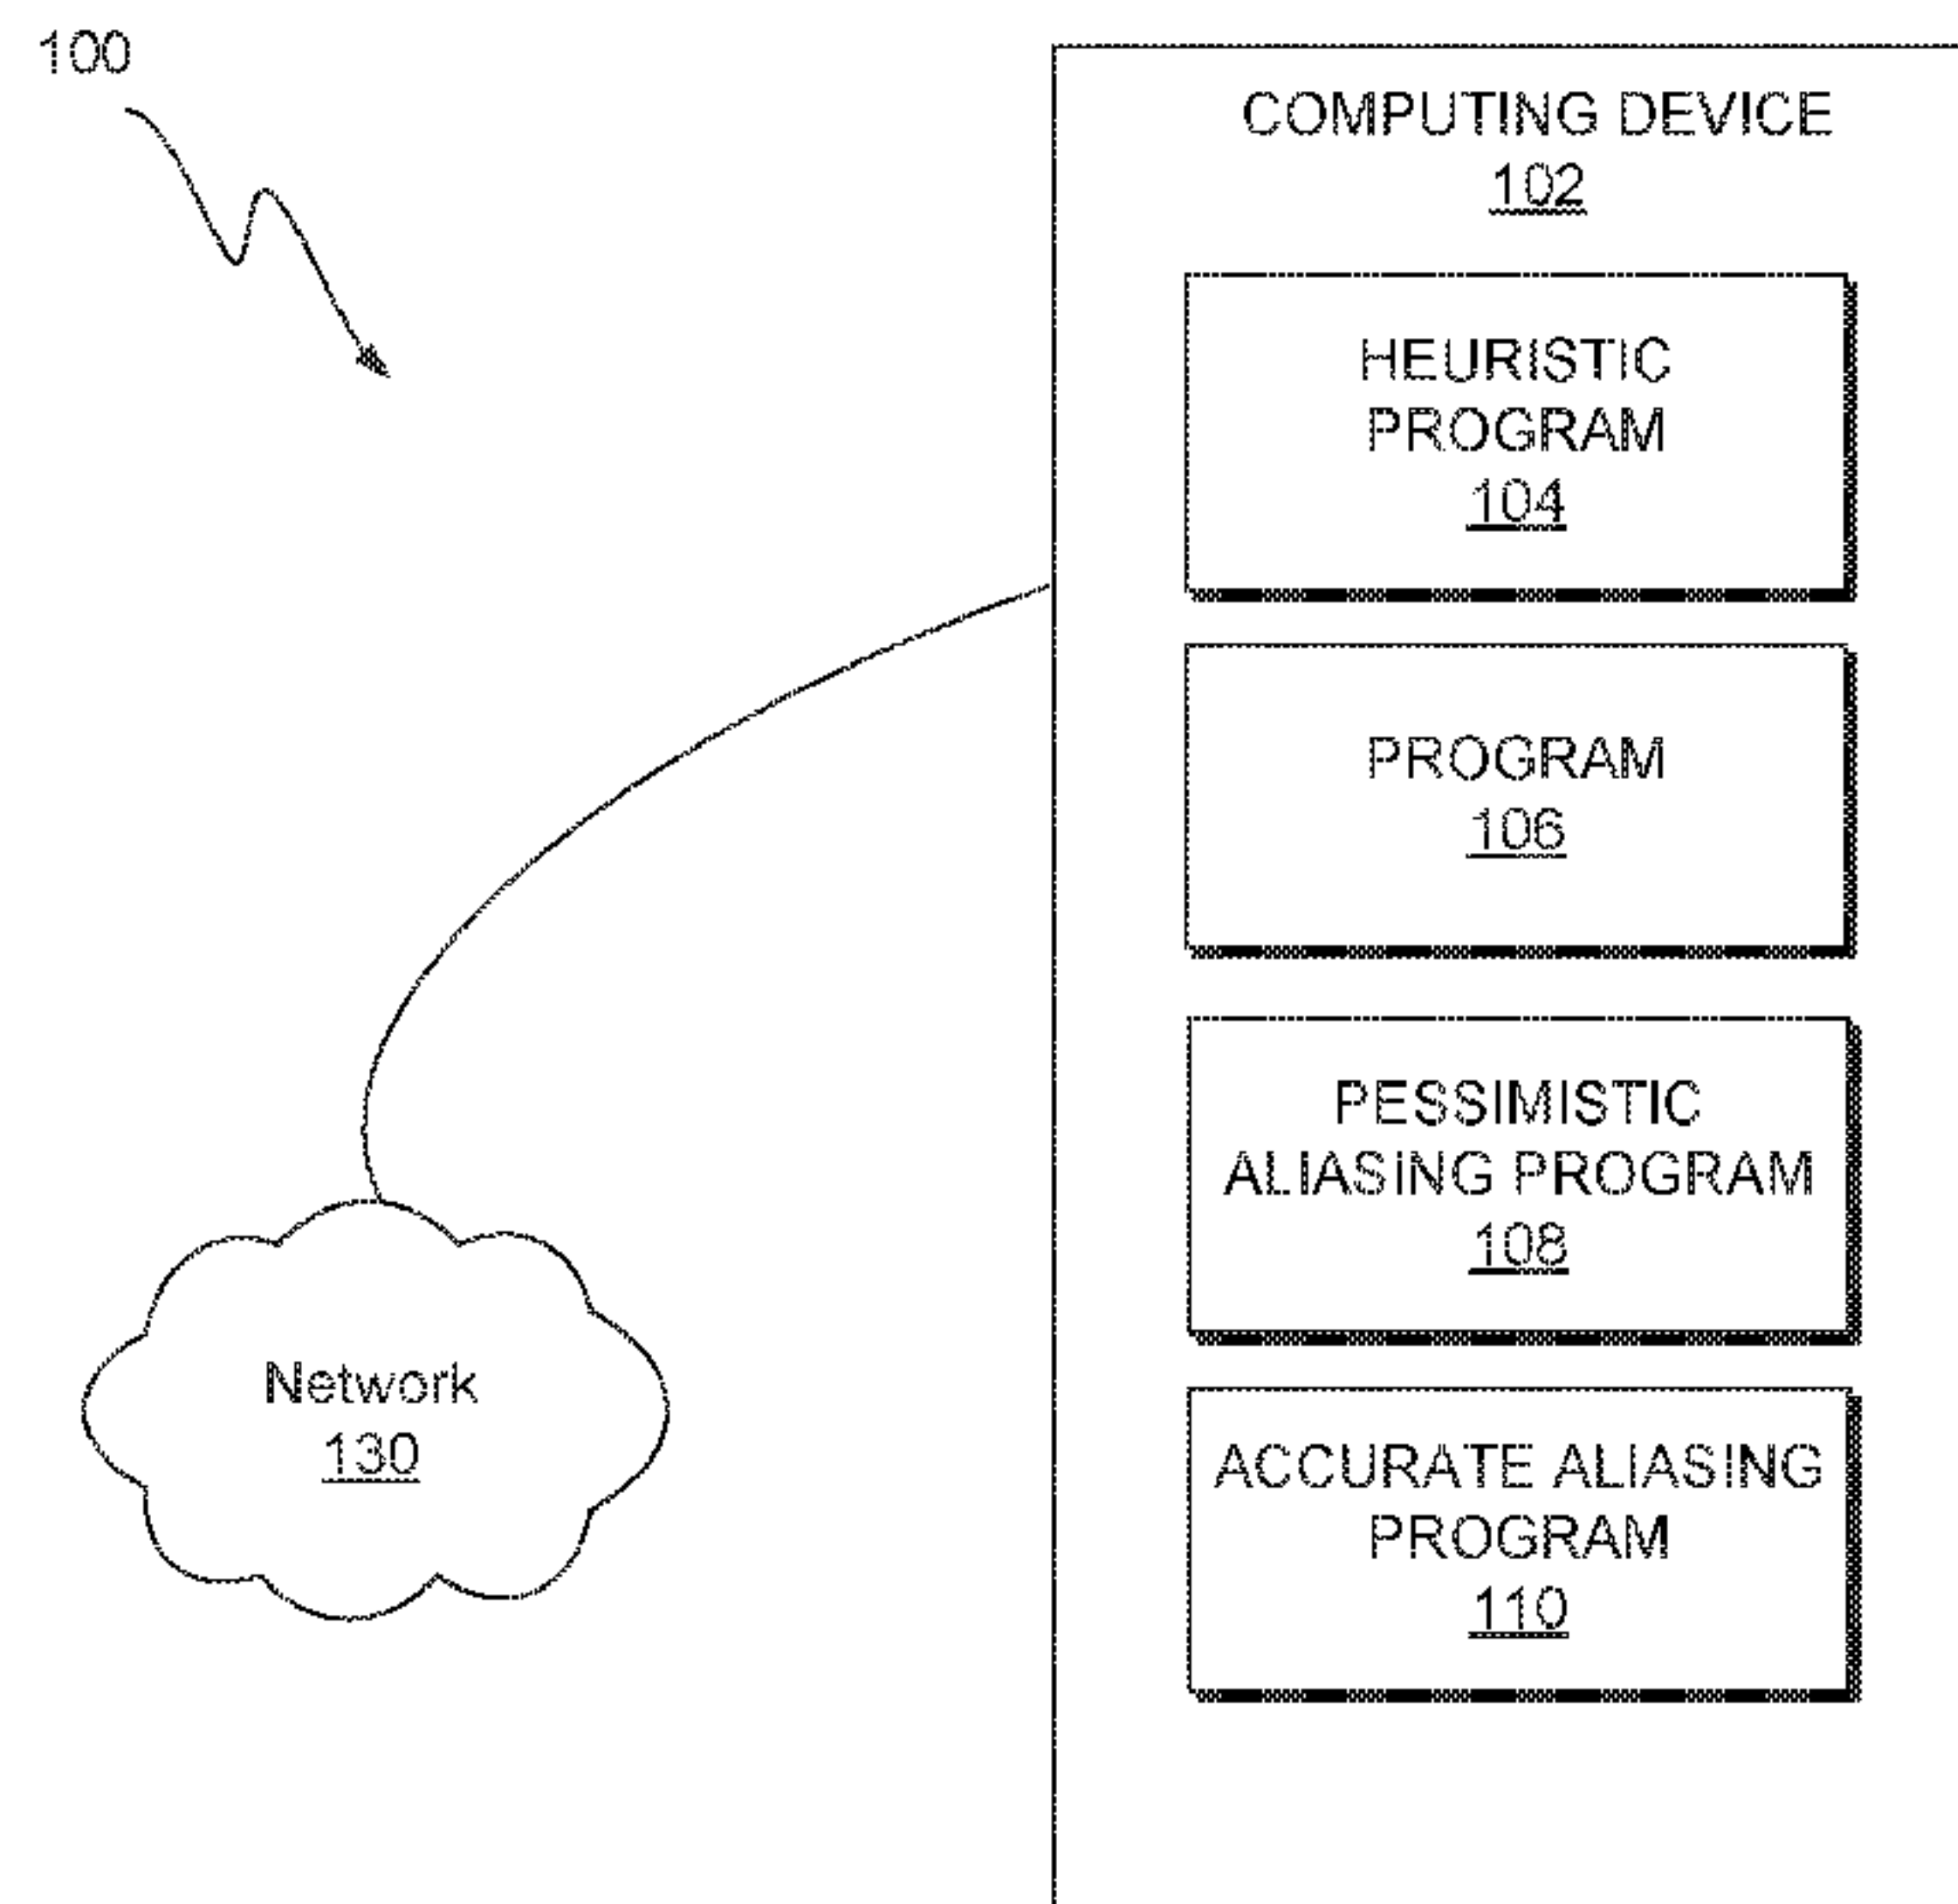 100
COMPUTING DEVICE
102
HEURISTIC
PROGRAM
104
PROGRAM
106
PESSIMISTIC
ALIASING PROGRAM
108
ACCURATE ALIASING
PROGRAM
110
Network
130